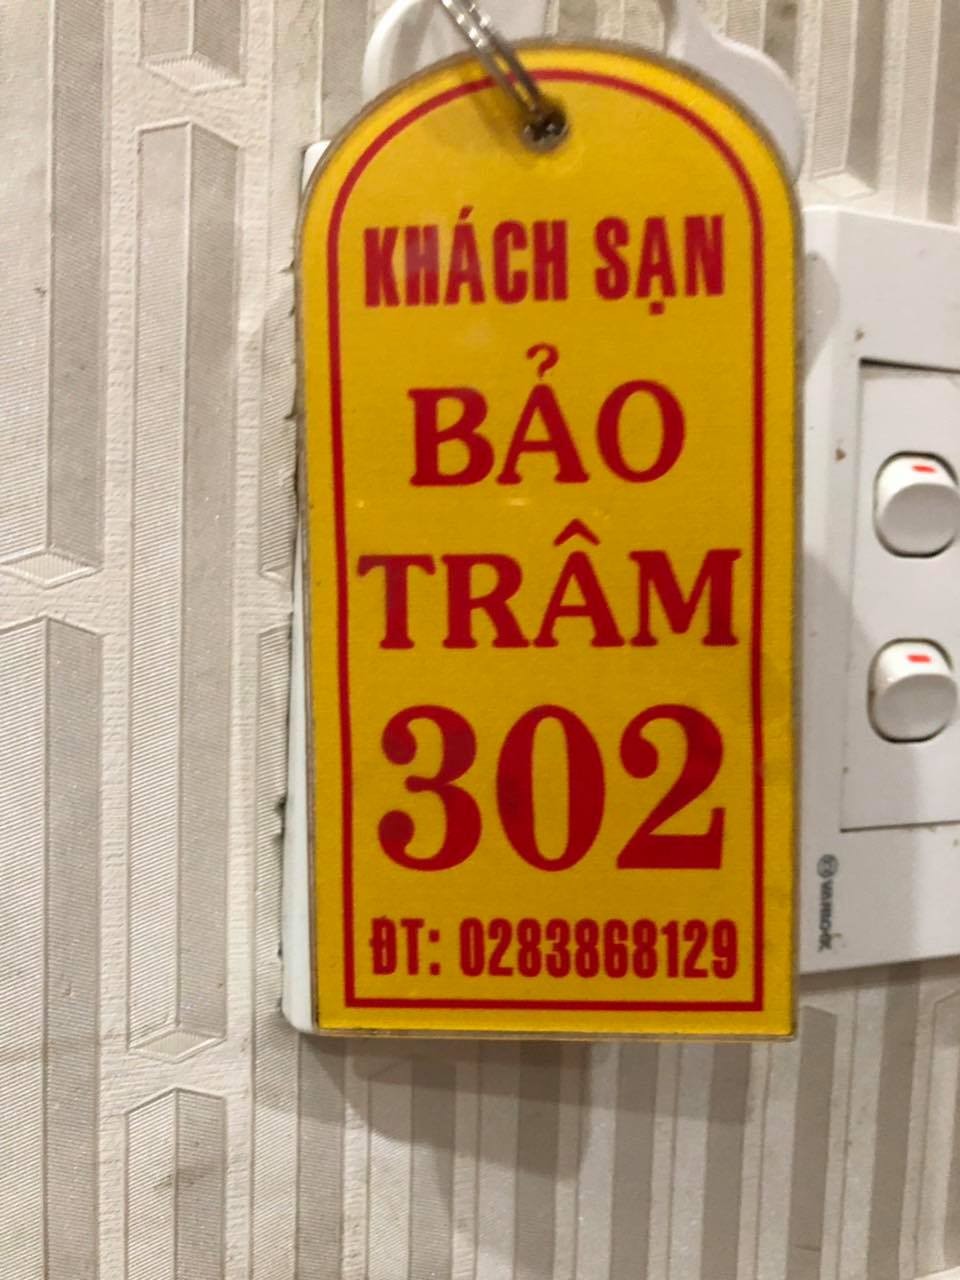 KHÁCH SẠN
BẢO
TRÂM
302
ĐT: 0283868129